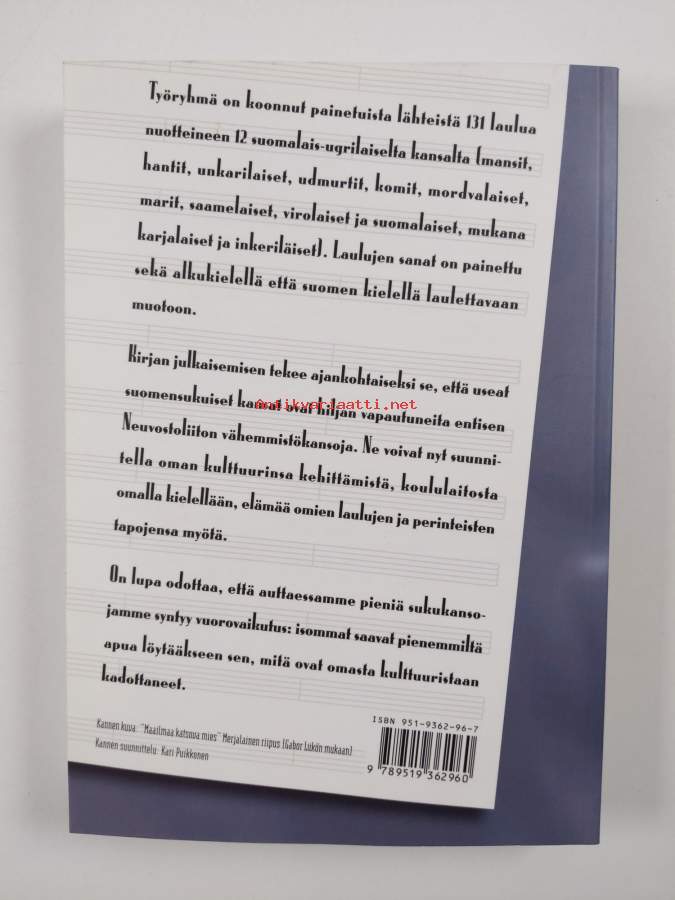 Työryhmä on koonnut painetuista lähteistä 131 laulua
nuotteineen 12 suomalais-ugrilaiselta kansalta (mansit,
hantit, unkarilaiset, udmurtit, komit, mordvalaiset,
marit, saamelaiset, virolaiset ja suomalaiset, mukana
karjalaiset ja inkeriläiset). Laulujen sanat on painettu
sekä alkukielellä että suomen kielellä laulettavaan
muotoon.
Kirjan julkaisemisen tekee ajankohtaiseksi se, että useat
suomensukuiset kansat ovat hiljan vapautuneita entisen
Antikvariaatti.net
Neuvostoliiton vähemmistökansoja. Ne voivat nyt suunni-
tella oman kulttuurinsa kehittämistä, koululaitosta
omalla kielellään, elämää omien laulujen ja perinteisten
tapojensa myötä.
On lupa odottaa, että auttaessamme pieniä sukukanso-
jamme syntyy vuorovaikutus: isommat saavat pienemmiltä
apua löytääkseen sen, mitä ovat omasta kulttuuristaan
kadottaneet.
Kannen kuva: "Maailmaa katsova mies" Merjalainen riipus (Gabor Lükön mukaan)
Kannen suunnittelu: Kari Puikkonen
ISBN 951-9362-96-7
9 789519 362960